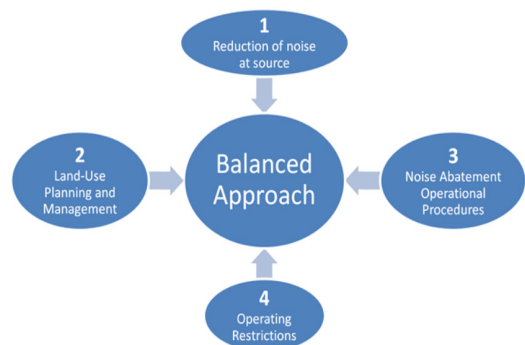 1
Reduction of noise
at source
2
Land-Use
Planning and
Management
Balanced
Approach
3
Noise Abatement
Operational
Procedures
4
Operating
Restrictions